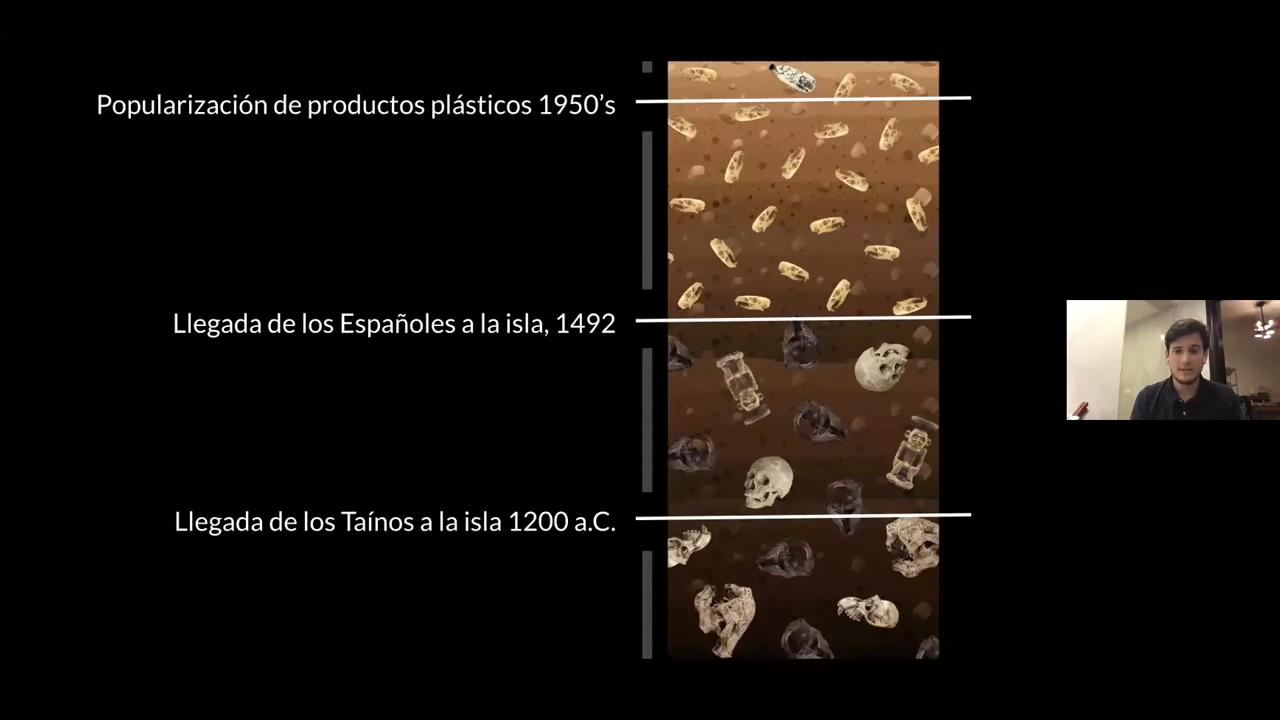 Popularización de productos plásticos 1950’s
Llegada de los Españoles a la isla, 1492
Llegada de los Taínos a la isla 1200 a.C.